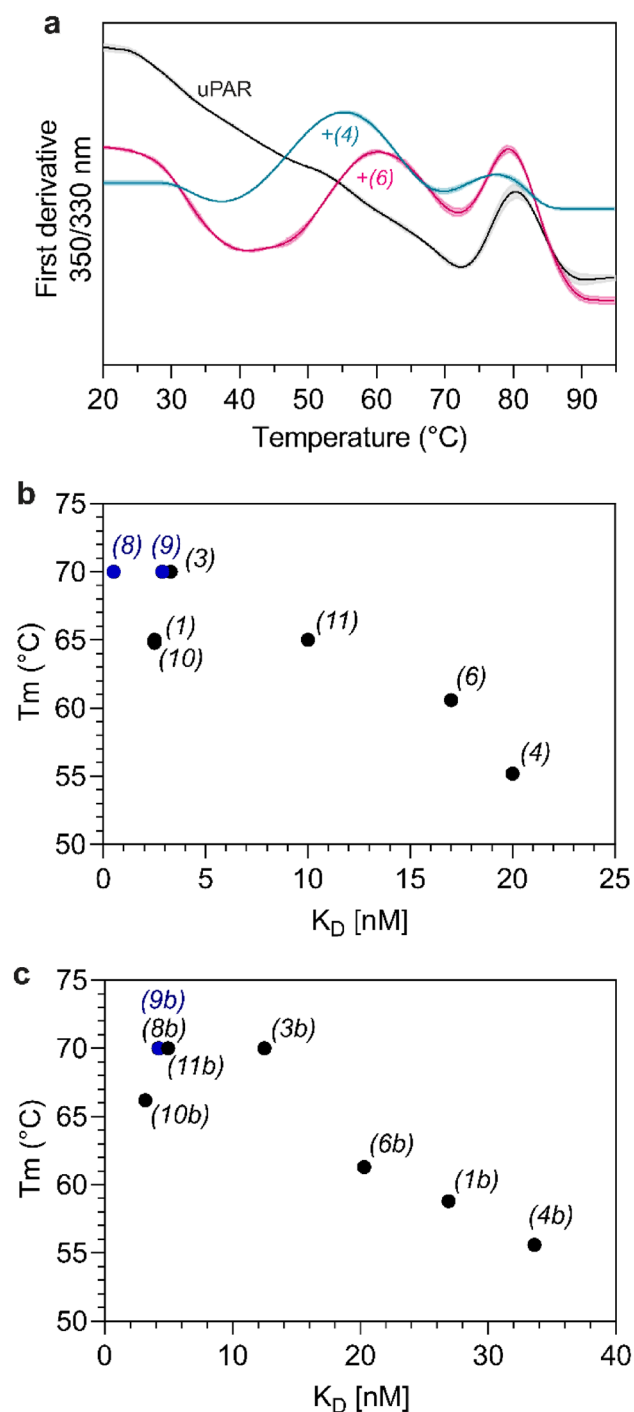 a
uPAR
+(4)
+(6)
First derivative
350/330 nm
20 30 40 50 60 70 80 90
Temperature (°C)
b
75
70
65
60
55
50
Tm (°C)
(8) (9) (3)
(1)
(10)
(11)
(6)
(4)
0 5 10 15 20 25
K_D [nM]
c
75
70
65
60
55
50
Tm (°C)
(9b)
(8b)
(11b)
(3b)
(10b)
(6b)
(1b)
(4b)
0 10 20 30 40
K_D [nM]